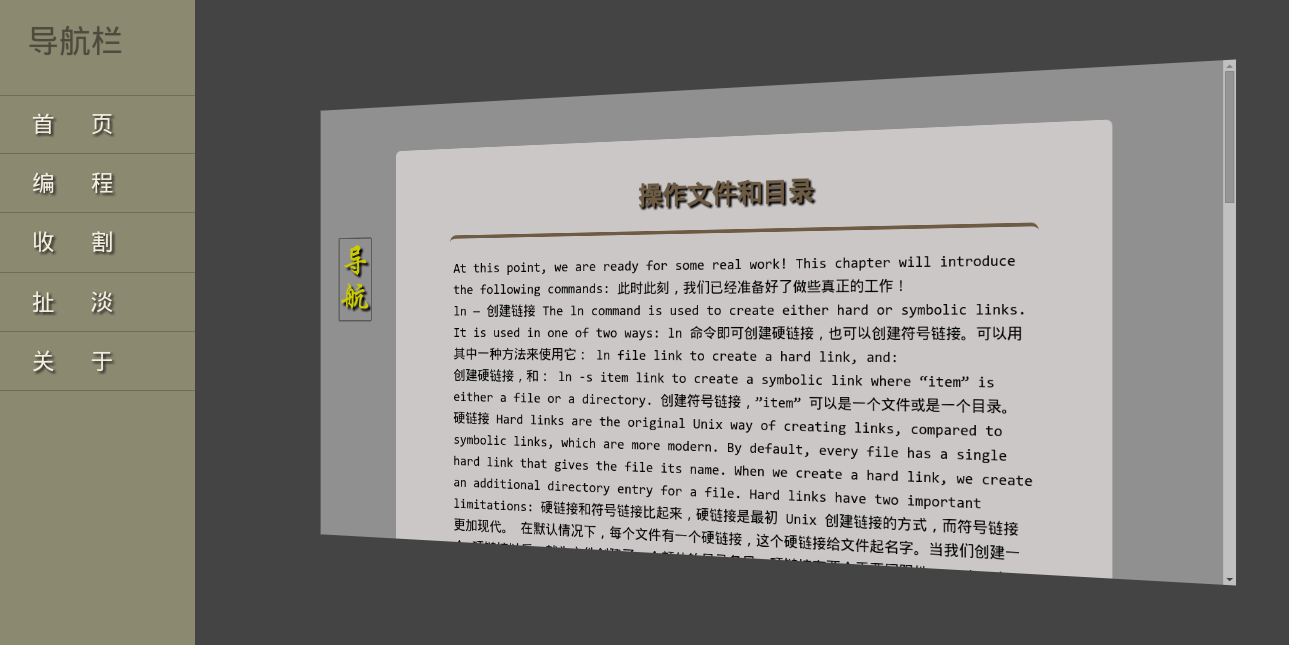 导航栏
首 页
编 程
收 割
扯 淡
关 于
导
航
操作文件和目录
At this point, we are ready for some real work! This chapter will introduce
the following commands: 此时此刻，我们已经准备好了做些真正的工作！
ln — 创建链接 The ln command is used to create either hard or symbolic links.
It is used in one of two ways: ln 命令即可创建硬链接，也可以创建符号链接。可以用
其中一种方法来使用它： ln file link to create a hard link, and:
创建硬链接，和： ln -s item link to create a symbolic link where “item” is
either a file or a directory. 创建符号链接，”item” 可以是一个文件或是一个目录。
硬链接 Hard links are the original Unix way of creating links, compared to
symbolic links, which are more modern. By default, every file has a single
hard link that gives the file its name. When we create a hard link, we create
an additional directory entry for a file. Hard links have two important
limitations: 硬链接和符号链接比起来，硬链接是最初 Unix 创建链接的方式，而符号链接
更加现代。 在默认情况下，每个文件有一个硬链接，这个硬链接给文件起名字。当我们创建一